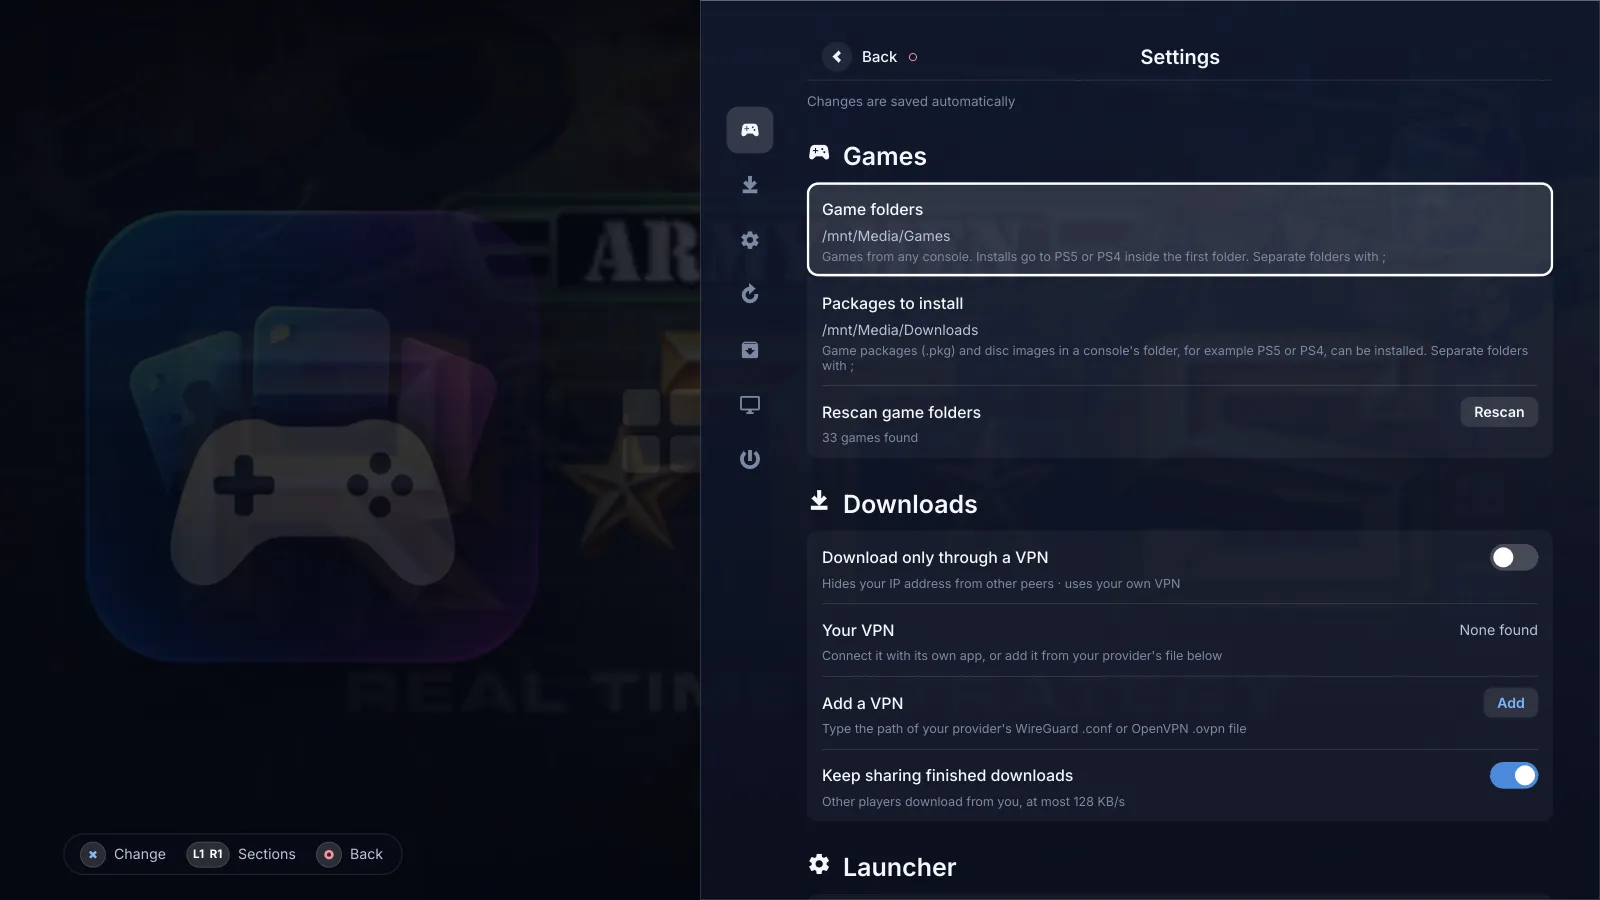 Back
Settings
Changes are saved automatically
Games
Game folders
/mnt/Media/Games
Games from any console. Installs go to PS5 or PS4 inside the first folder. Separate folders with ;
Packages to install
/mnt/Media/Downloads
Game packages (.pkg) and disc images in a console's folder, for example PS5 or PS4, can be installed. Separate folders
with ;
Rescan game folders
Rescan
33 games found
Downloads
Download only through a VPN
Hides your IP address from other peers · uses your own VPN
Your VPN
None found
Connect it with its own app, or add it from your provider's file below
Add a VPN
Add
Type the path of your provider's WireGuard .conf or OpenVPN .ovpn file
Keep sharing finished downloads
Other players download from you, at most 128 KB/s
Launcher
REAL TIM
Change
L1 R1
Sections
Back